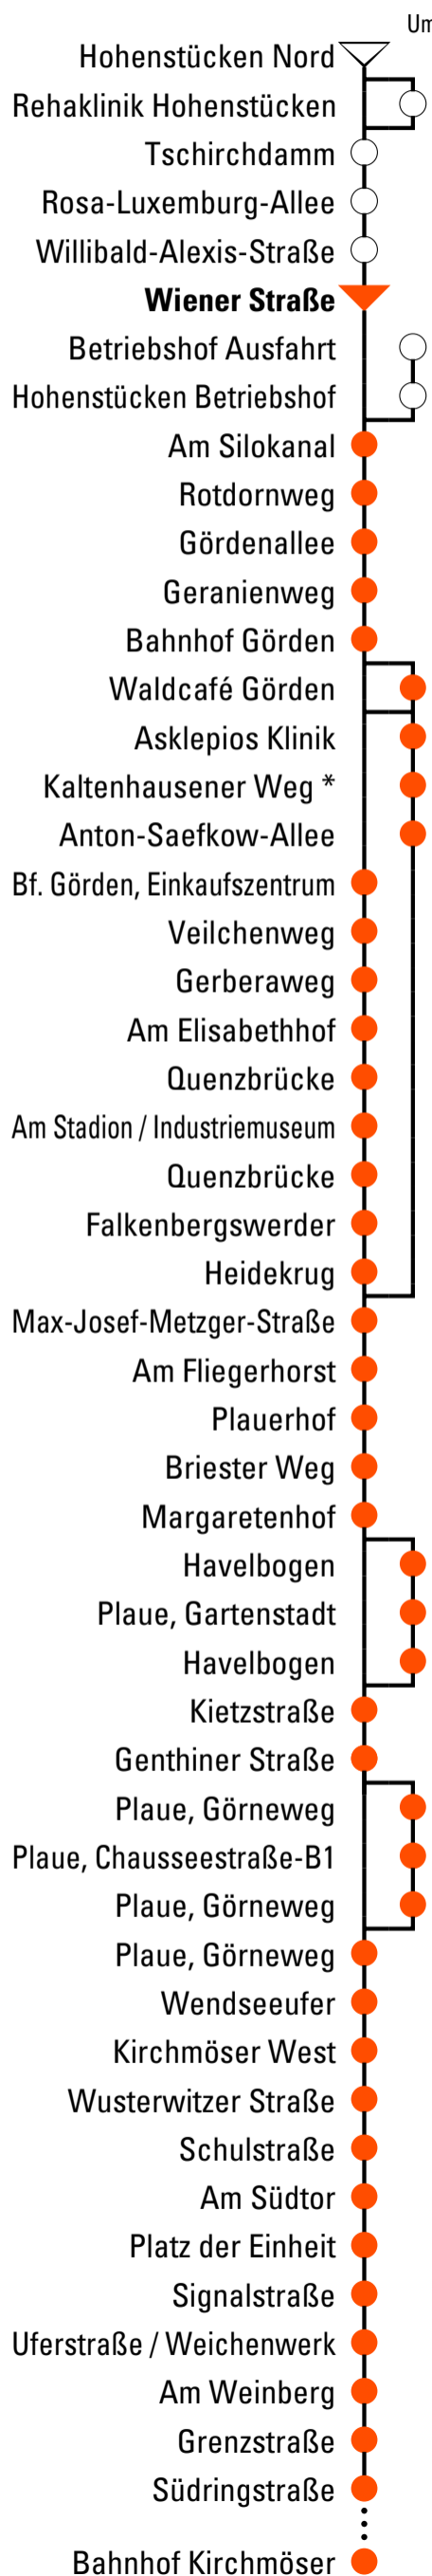 Um
Hohenstücken Nord
Rehaklinik Hohenstücken
Tschirchdamm
Rosa-Luxemburg-Allee
Willibald-Alexis-Straße
Wiener Straße
Betriebshof Ausfahrt
Hohenstücken Betriebshof
Am Silokanal
Rotdornweg
Gördenallee
Geranienweg
Bahnhof Görden
Waldcafé Görden
Asklepios Klinik
Kaltenhausener Weg *
Anton-Saefkow-Allee
Bf. Görden, Einkaufszentrum
Veilchenweg
Gerberaweg
Am Elisabethhof
Quenzbrücke
Am Stadion / Industriemuseum
Quenzbrücke
Falkenbergswerder
Heidekrug
Max-Josef-Metzger-Straße
Am Fliegerhorst
Plauerhof
Briester Weg
Margaretenhof
Havelbogen
Plaue, Gartenstadt
Havelbogen
Kietzstraße
Genthiner Straße
Plaue, Görneweg
Plaue, Chausseestraße-B1
Plaue, Görneweg
Plaue, Görneweg
Wendseeufer
Kirchmöser West
Wusterwitzer Straße
Schulstraße
Am Südtor
Platz der Einheit
Signalstraße
Uferstraße / Weichenwerk
Am Weinberg
Grenzstraße
Südringstraße
Bahnhof Kirchmöser